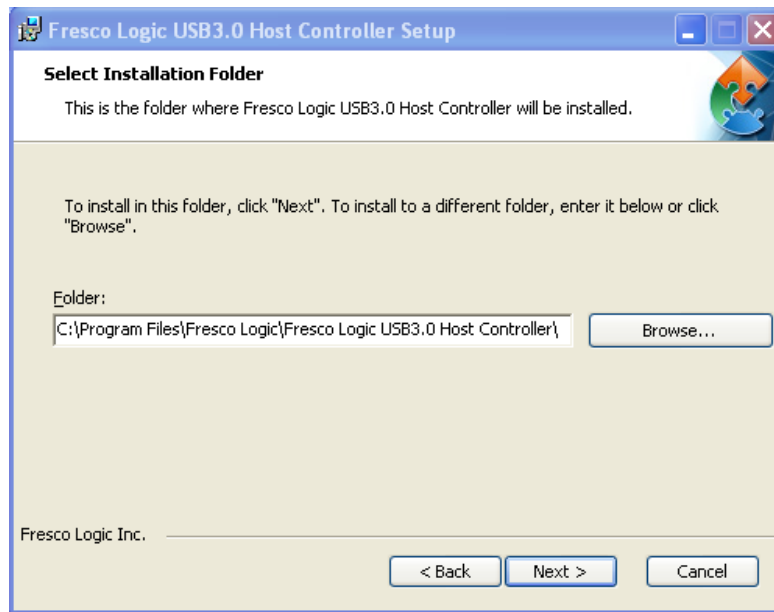 Fresco Logic USB3.0 Host Controller Setup
Select Installation Folder
This is the folder where Fresco Logic USB3.0 Host Controller will be installed.
To install in this folder, click "Next". To install to a different folder, enter it below or click
"Browse".
Folder:
C:\Program Files\Fresco Logic\Fresco Logic USB3.0 Host Controller\
Browse...
Fresco Logic Inc.
< Back
Next >
Cancel